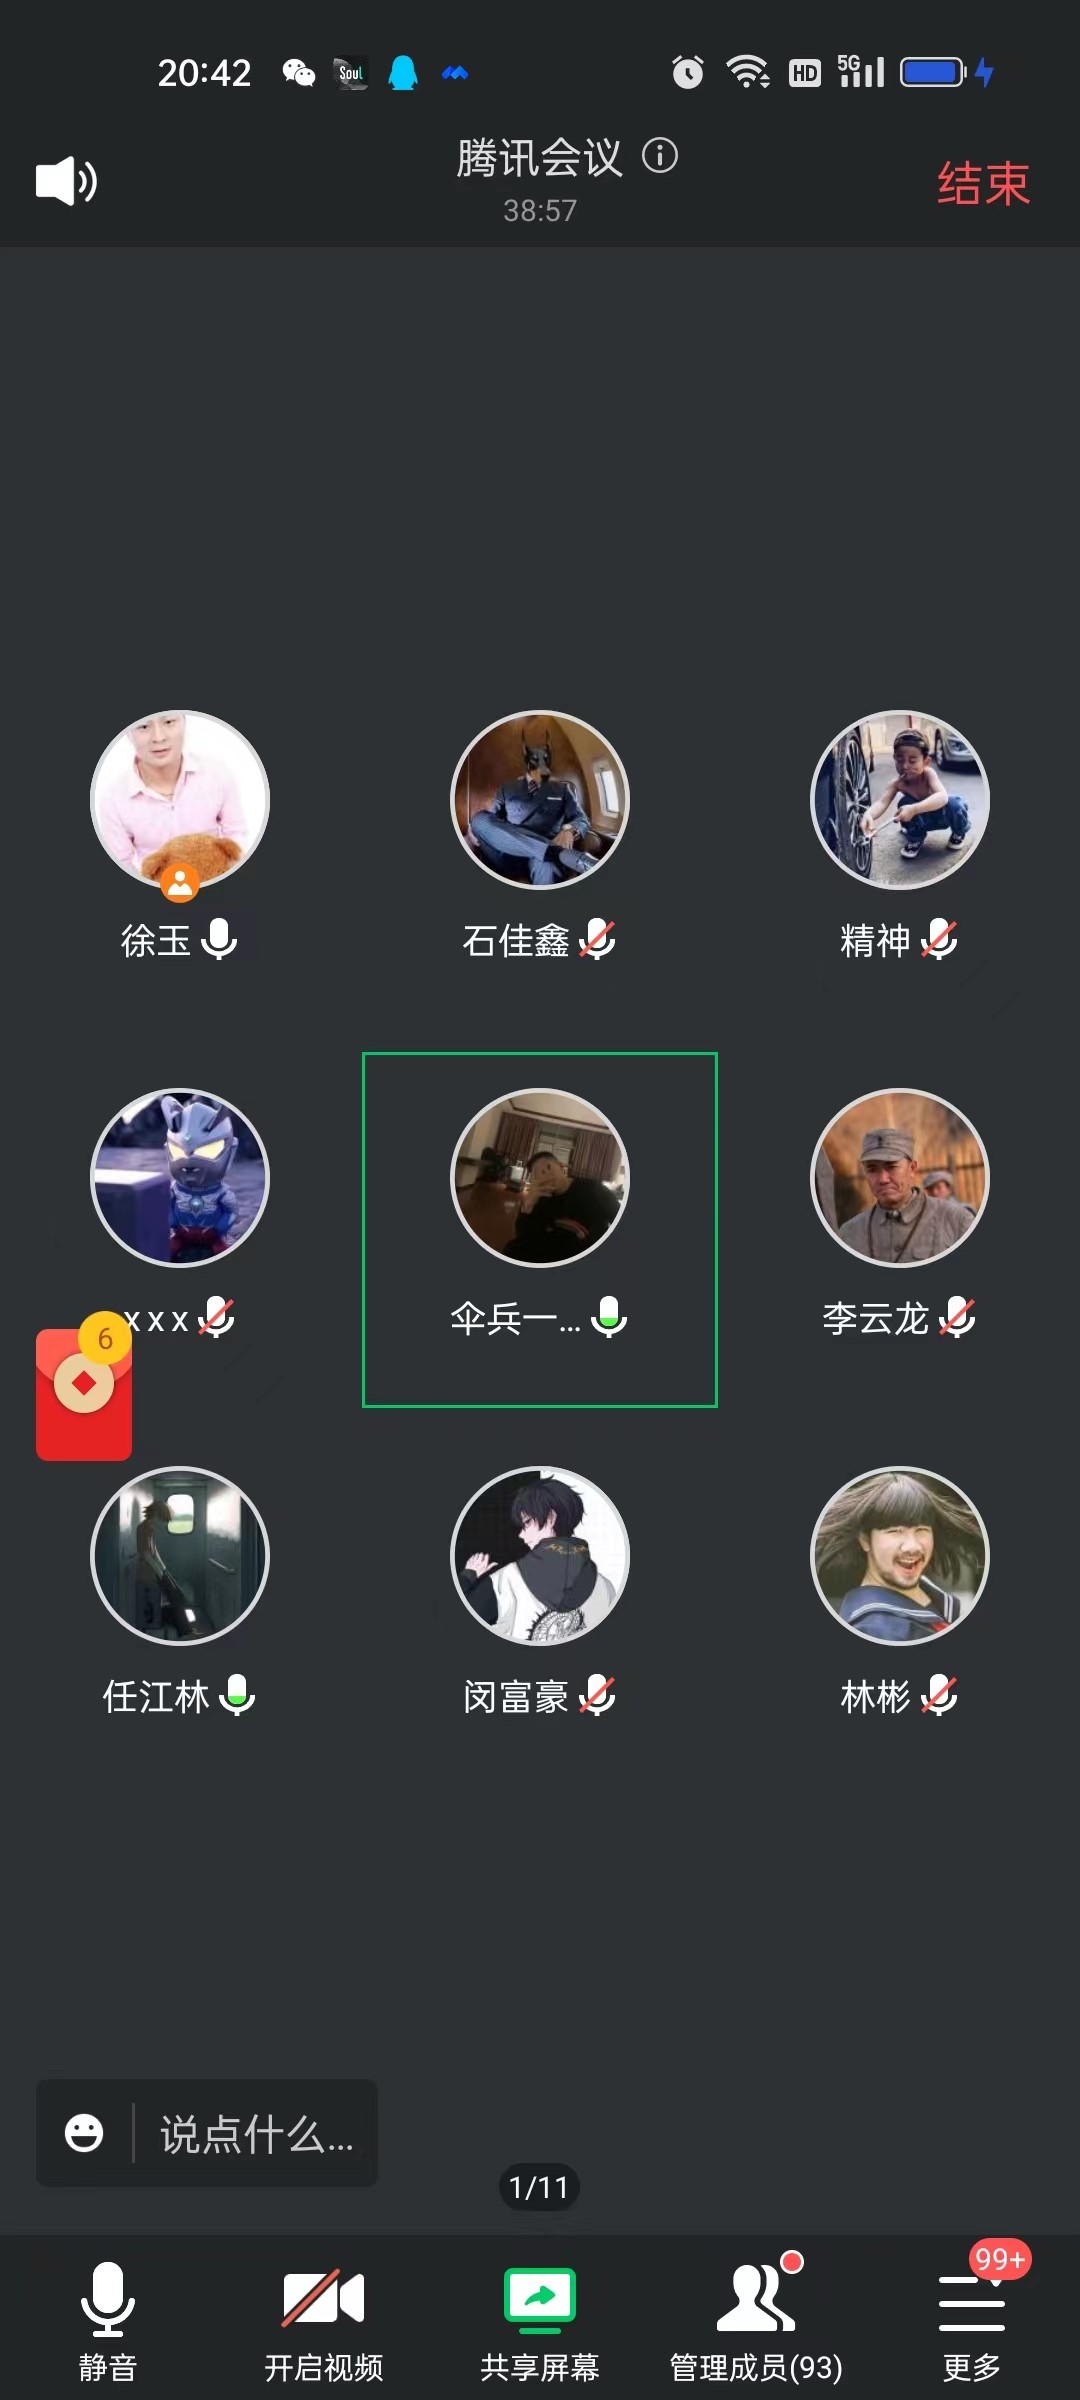 20:42
Soul
HD
5G
腾讯会议
38:57
结束
徐玉
石佳鑫
精神
x x x
伞兵一...
李云龙
6
任江林
闵富豪
林彬
说点什么...
1/11
99+
静音
开启视频
共享屏幕
管理成员(93)
更多